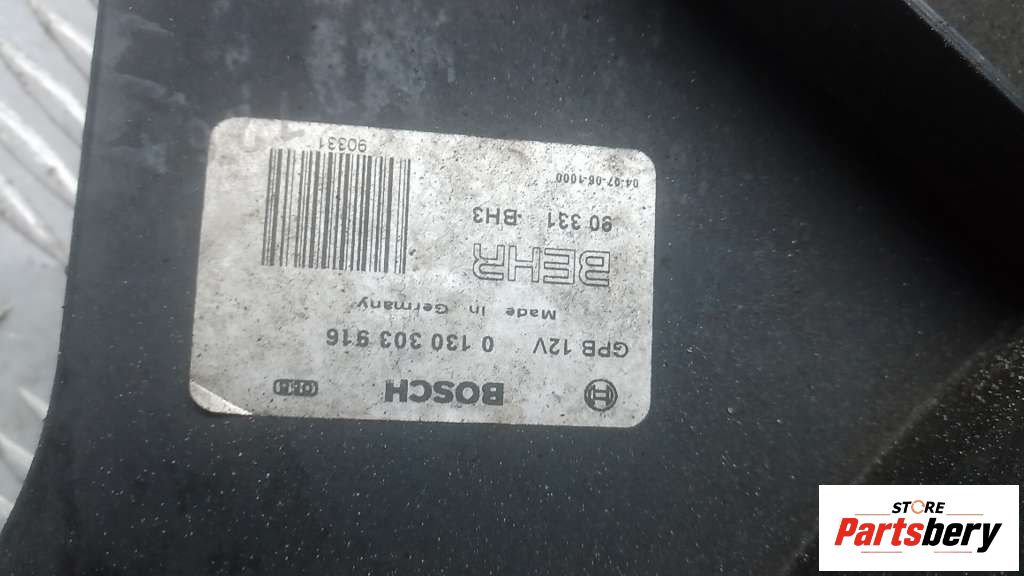 BOSCH
GPB 12V 0 130 303 916
Made in Germany
BEHR
90 331 BH3
04-07-06-1000
90331
STORE
Partsbery